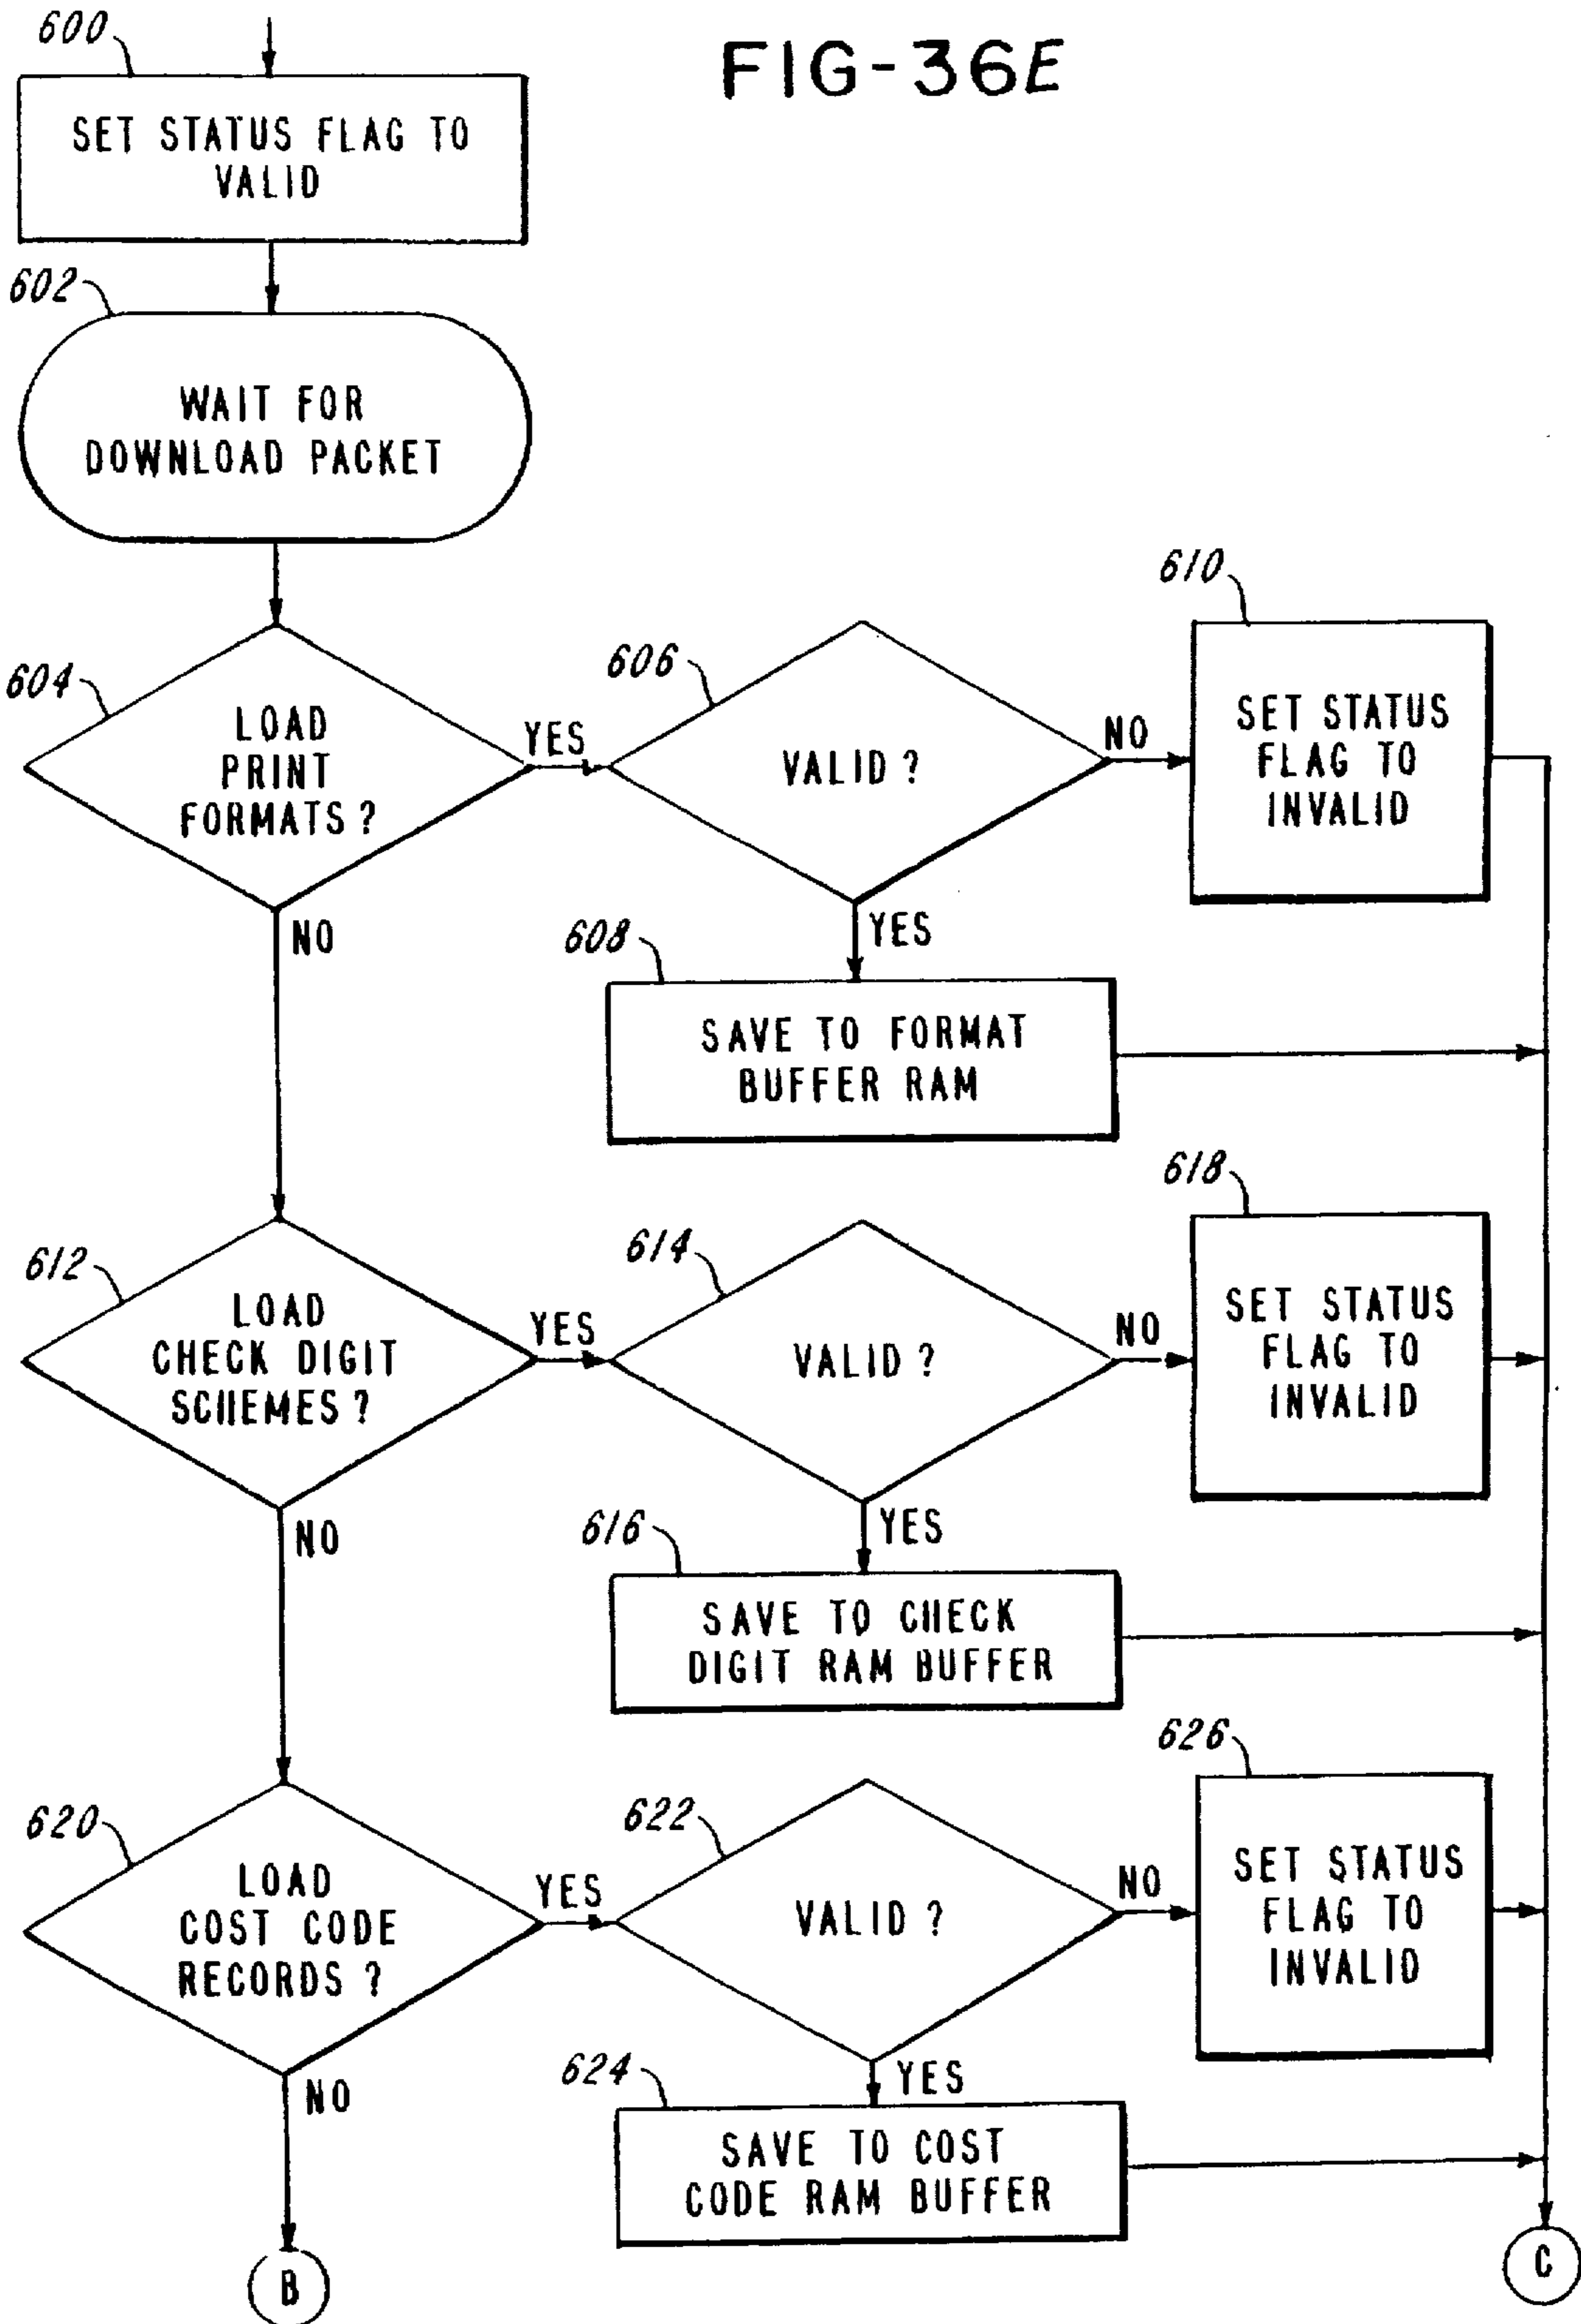 FIG-36E
600
SET STATUS FLAG TO
VALID
602
WAIT FOR
DOWNLOAD PACKET
604
LOAD
PRINT
FORMATS?
YES
NO
606
VALID?
NO
YES
610
SET STATUS
FLAG TO
INVALID
608
SAVE TO FORMAT
BUFFER RAM
612
LOAD
CHECK DIGIT
SCHEMES?
YES
NO
614
VALID?
NO
YES
618
SET STATUS
FLAG TO
INVALID
616
SAVE TO CHECK
DIGIT RAM BUFFER
620
LOAD
COST CODE
RECORDS?
YES
NO
622
VALID?
NO
YES
626
SET STATUS
FLAG TO
INVALID
624
SAVE TO COST
CODE RAM BUFFER
B
C